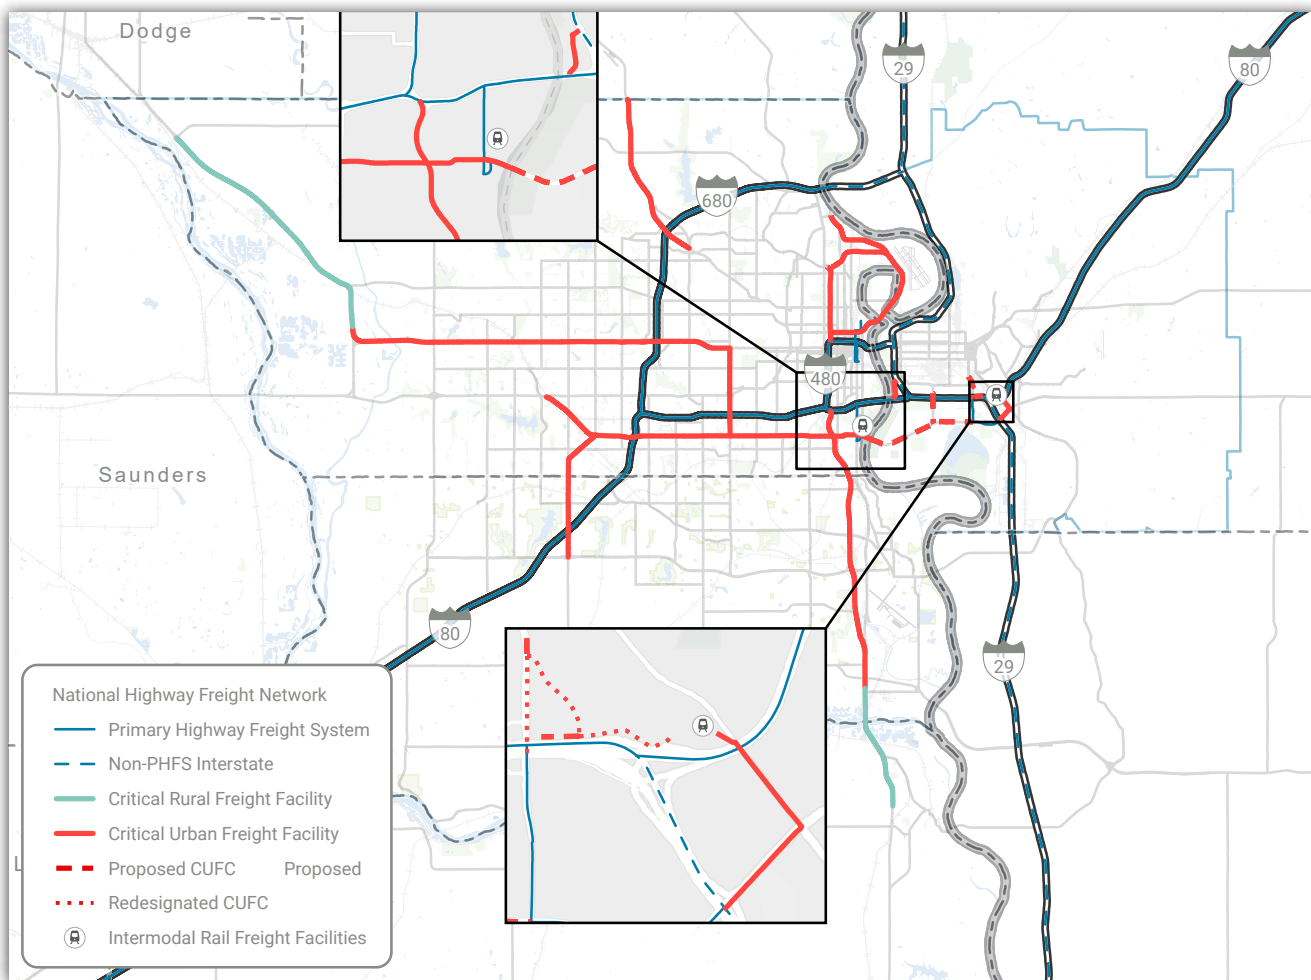 Dodge
29
80
680
480
Saunders
80
29
National Highway Freight Network
Primary Highway Freight System
Non-PHFS Interstate
Critical Rural Freight Facility
Critical Urban Freight Facility
Proposed CUFC Proposed
Redesignated CUFC
Intermodal Rail Freight Facilities
L